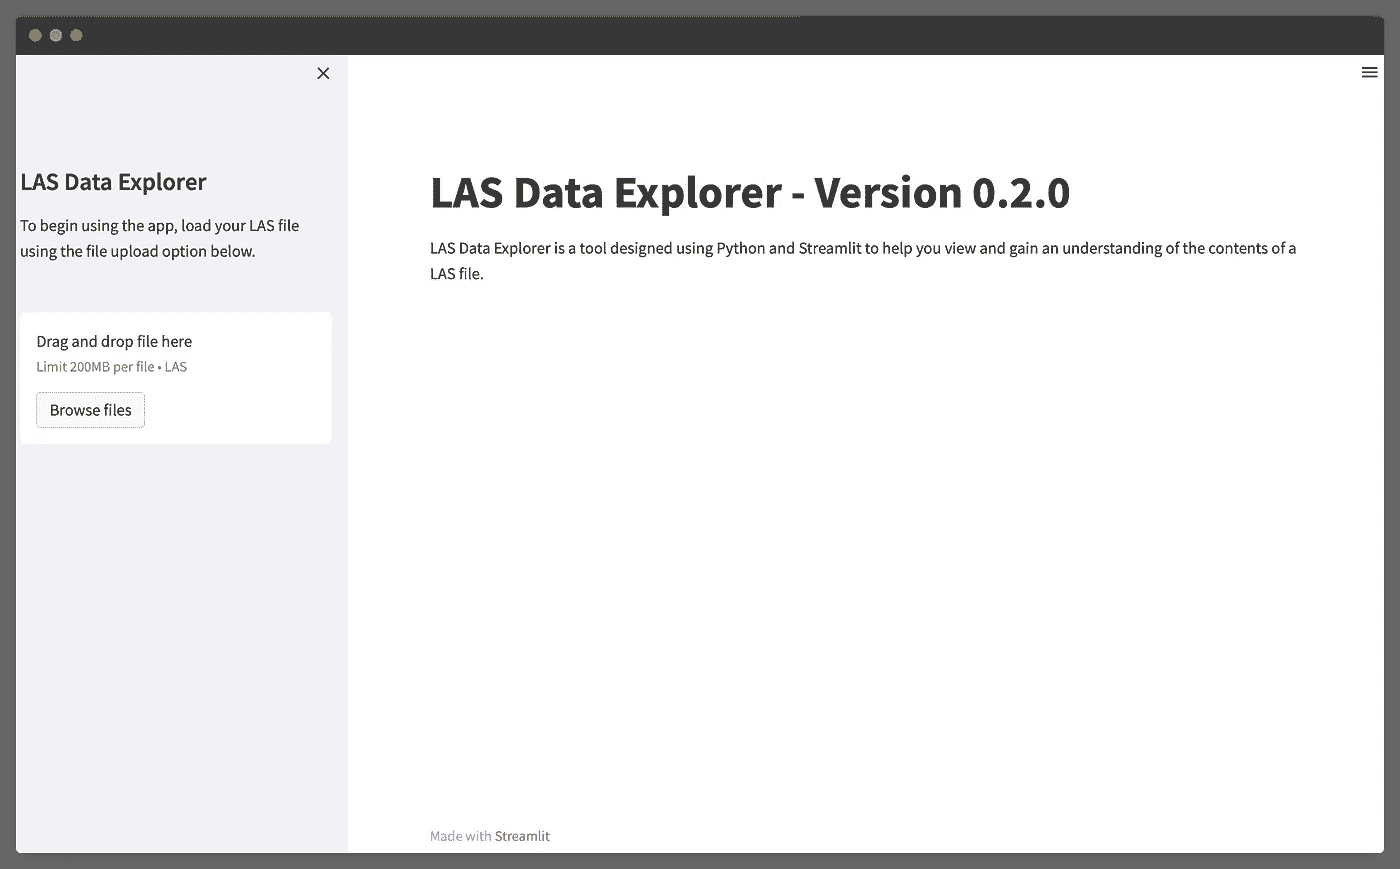 LAS Data Explorer
To begin using the app, load your LAS file
using the file upload option below.
Drag and drop file here
Limit 200MB per file • LAS
Browse files
LAS Data Explorer - Version 0.2.0
LAS Data Explorer is a tool designed using Python and Streamlit to help you view and gain an understanding of the contents of a
LAS file.
Made with Streamlit